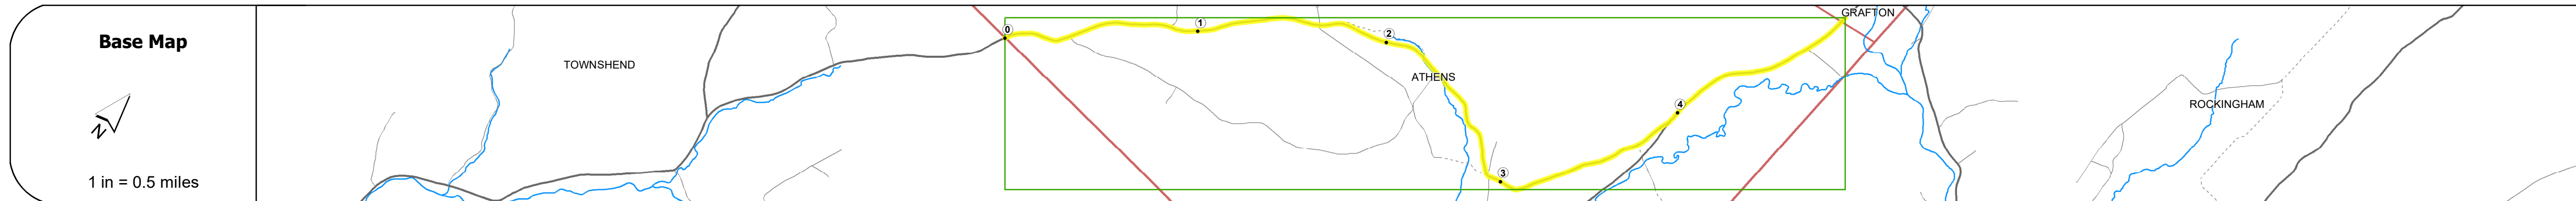 Base Map
N
1 in = 0.5 miles
TOWNSHEND
0
1
2
ATHENS
3
4
GRAFTON
ROCKINGHAM